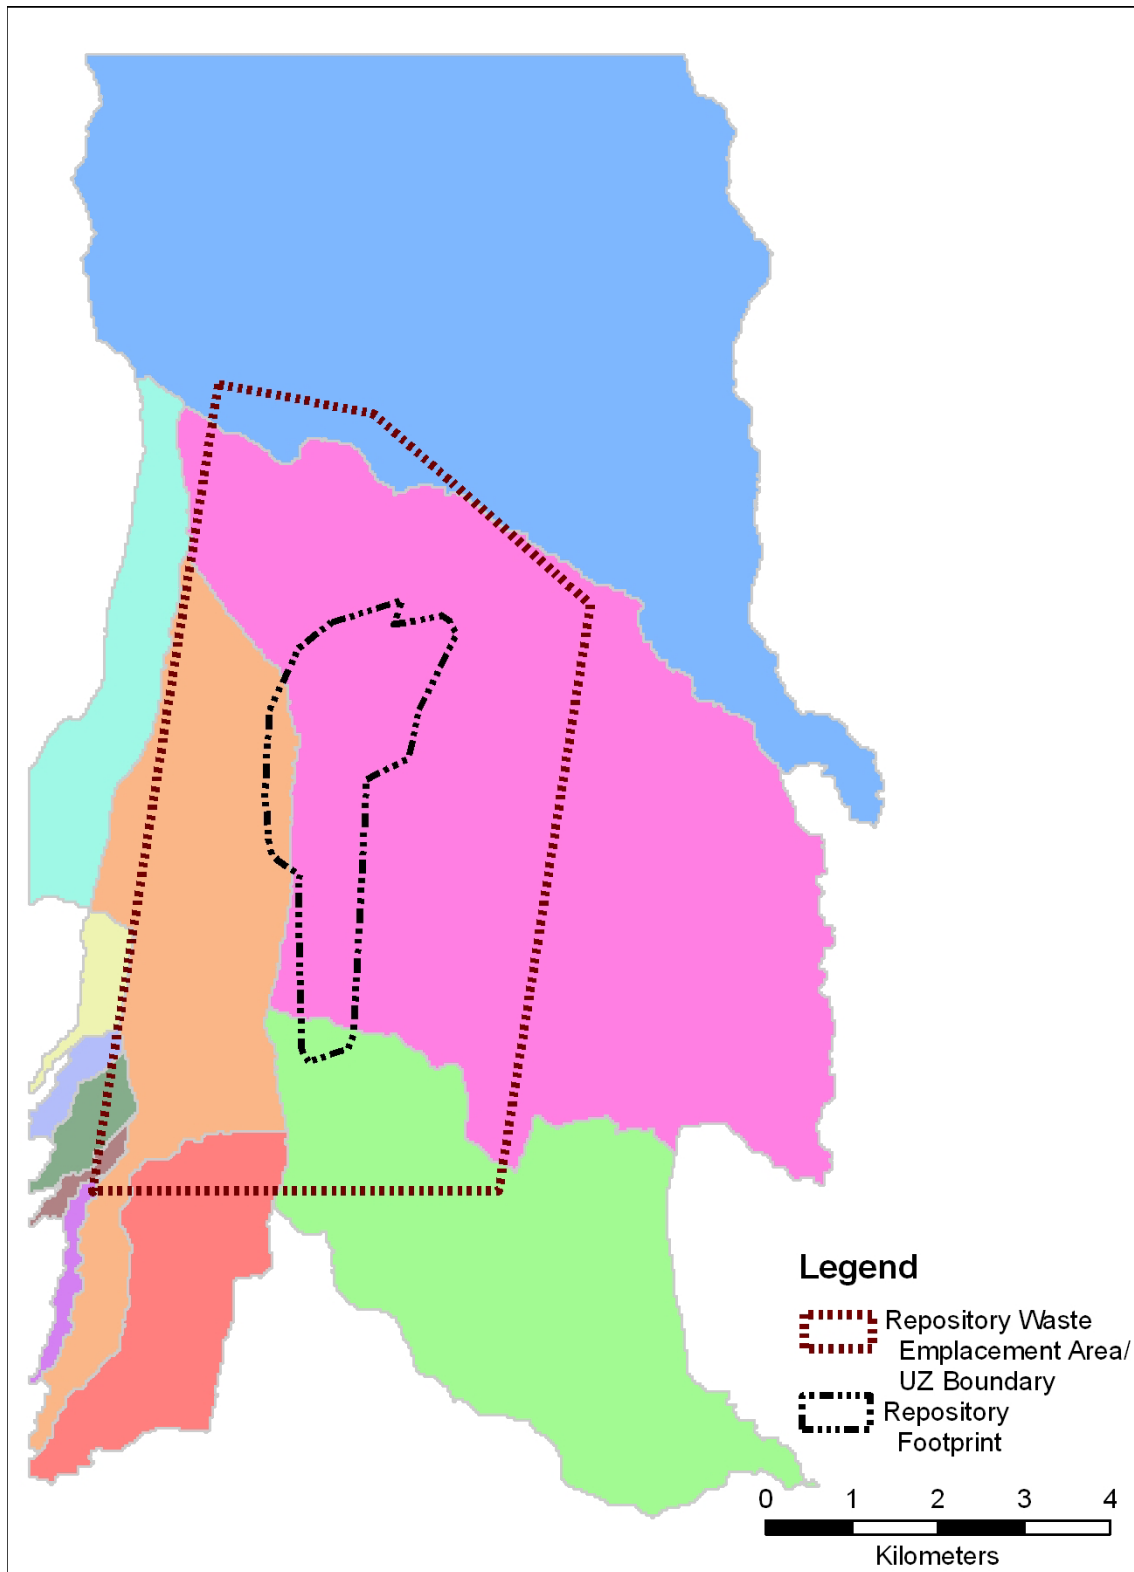 Legend
Repository Waste
Emplacement Area/
UZ Boundary
Repository
Footprint
0 1 2 3 4
Kilometers